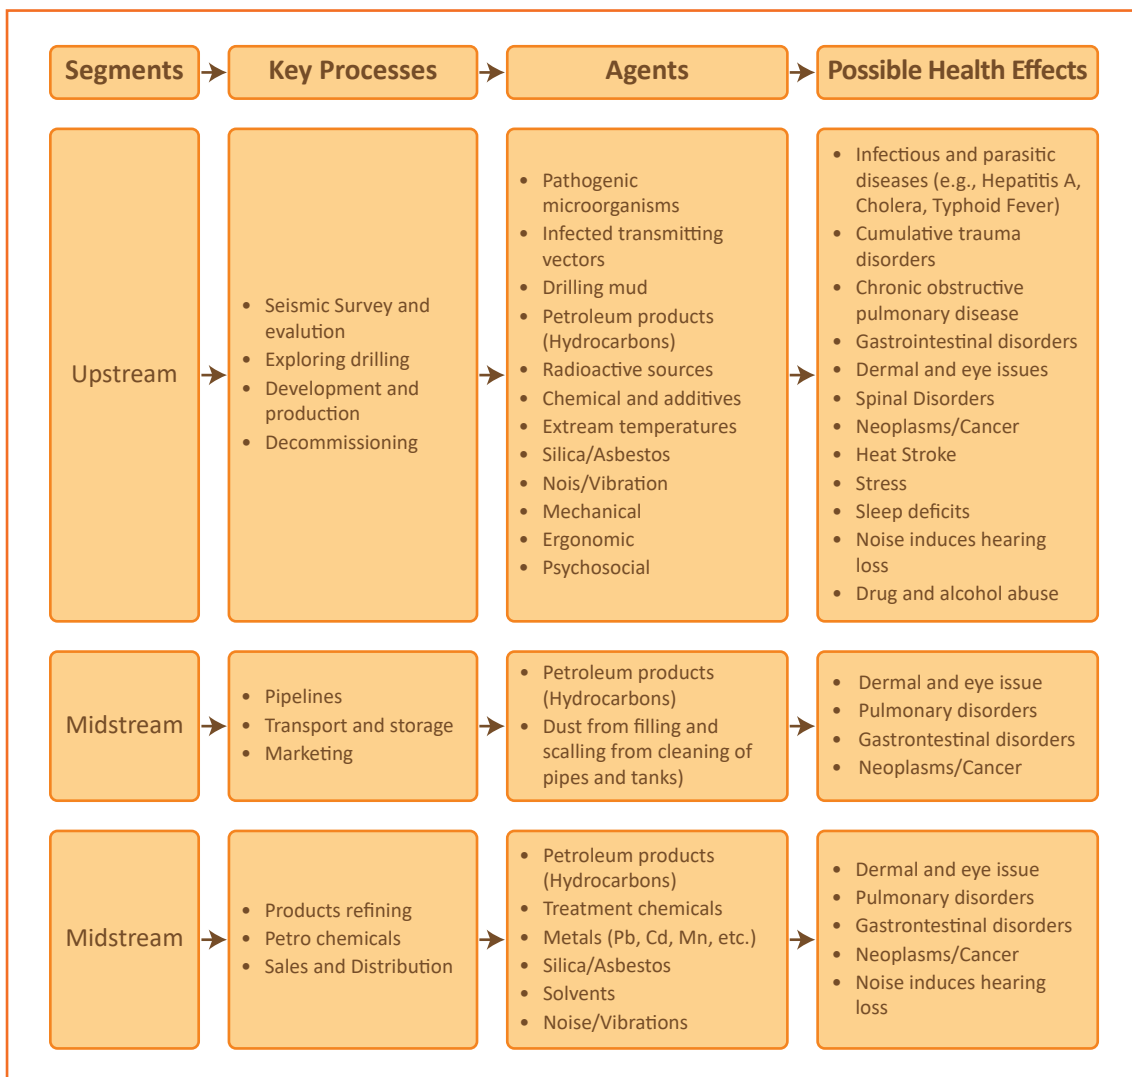 Segments
Key Processes
Agents
Possible Health Effects
Upstream
• Seismic Survey and
evalution
• Exploring drilling
• Development and
production
• Decommissioning
• Pathogenic
microorganisms
• Infected transmitting
vectors
• Drilling mud
• Petroleum products
(Hydrocarbons)
• Radioactive sources
• Chemical and additives
• Extream temperatures
• Silica/Asbestos
• Nois/Vibration
• Mechanical
• Ergonomic
• Psychosocial
• Infectious and parasitic
diseases (e.g., Hepatitis A,
Cholera, Typhoid Fever)
• Cumulative trauma
disorders
• Chronic obstructive
pulmonary disease
• Gastrointestinal disorders
• Dermal and eye issues
• Spinal Disorders
• Neoplasms/Cancer
• Heat Stroke
• Stress
• Sleep deficits
• Noise induces hearing
loss
• Drug and alcohol abuse
Midstream
• Pipelines
• Transport and storage
• Marketing
• Petroleum products
(Hydrocarbons)
• Dust from filling and
scalling from cleaning of
pipes and tanks)
• Dermal and eye issue
• Pulmonary disorders
• Gastrontestinal disorders
• Neoplasms/Cancer
Midstream
• Products refining
• Petro chemicals
• Sales and Distribution
• Petroleum products
(Hydrocarbons)
• Treatment chemicals
• Metals (Pb, Cd, Mn, etc.)
• Silica/Asbestos
• Solvents
• Noise/Vibrations
• Dermal and eye issue
• Pulmonary disorders
• Gastrontestinal disorders
• Neoplasms/Cancer
• Noise induces hearing
loss